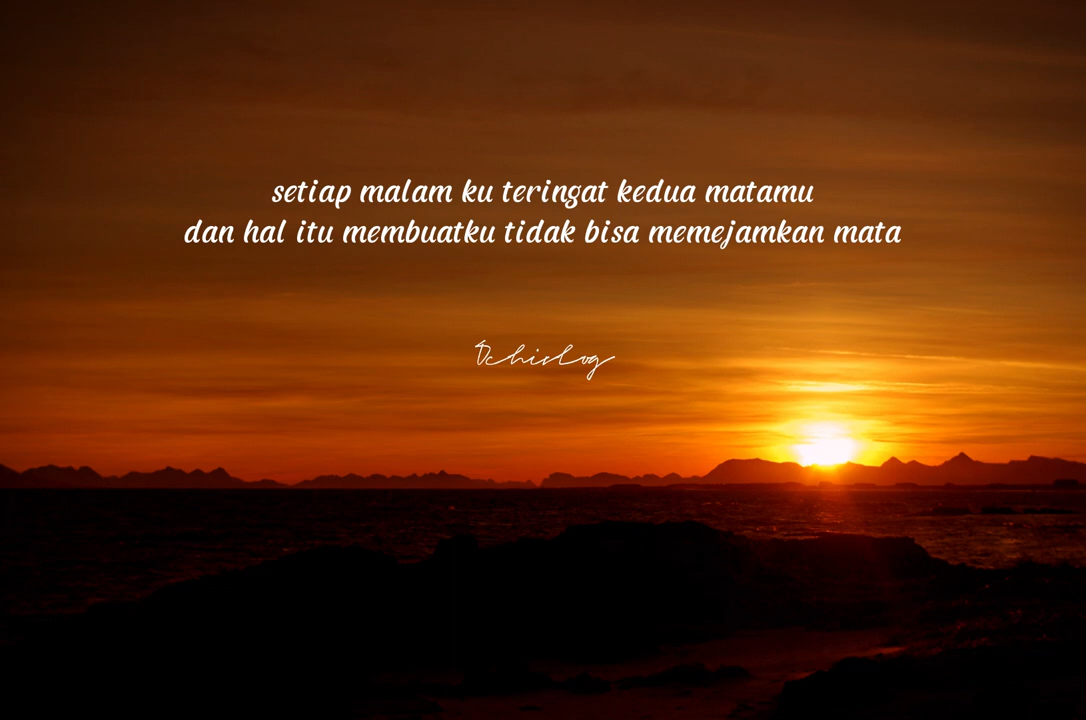 setiap malam ku teringat kedua matamu
dan hal itu membuatku tidak bisa memejamkan mata